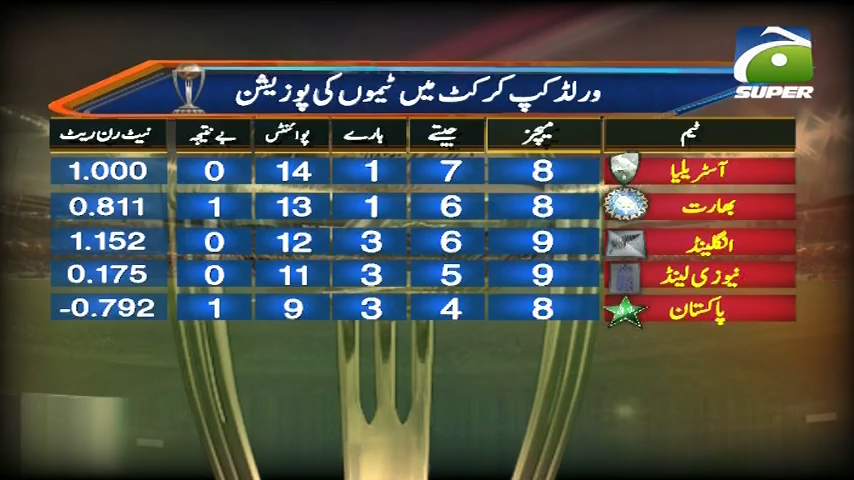 SUPER
ورلڈ کپ کرکٹ میں ٹیموں کی پوزیشن
ٹیم میچز جیتے ہارے پوائنٹس بے نتیجہ نیٹ رن ریٹ
آسٹریلیا 8 7 1 14 0 1.000
بھارت 8 6 1 13 1 0.811
انگلینڈ 9 6 3 12 0 1.152
نیوزی لینڈ 9 5 3 11 0 0.175
پاکستان 8 4 3 9 1 -0.792